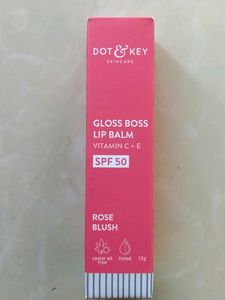 DOT & KEY
SKINCARE
GLOSS BOSS
LIP BALM
VITAMIN C + E
SPF 50
ROSE
BLUSH
castor oil free
tinted
12g